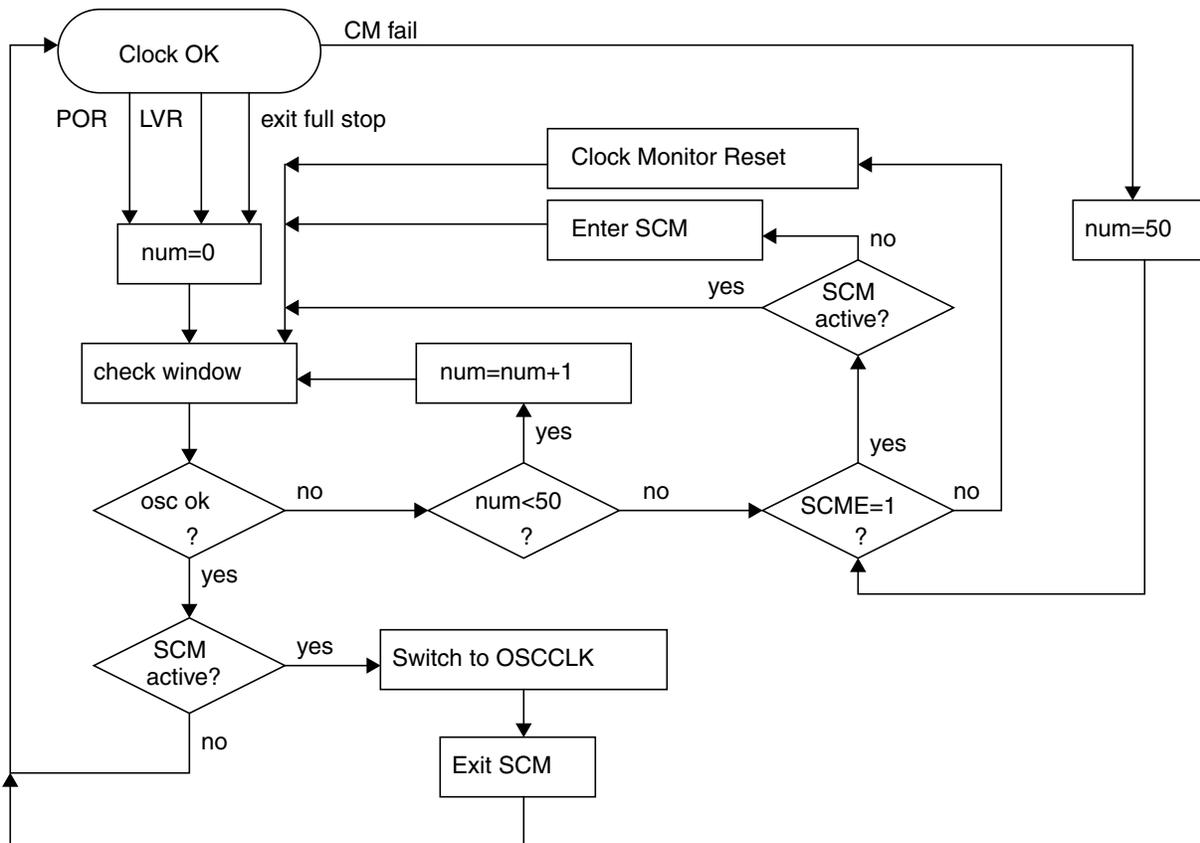 Clock OK
CM fail
POR
LVR
exit full stop
Clock Monitor Reset
num=0
Enter SCM
no
num=50
yes
SCM
active?
check window
num=num+1
yes
yes
osc ok
?
no
num<50
?
no
SCME=1
?
no
yes
SCM
active?
yes
Switch to OSCCLK
no
Exit SCM